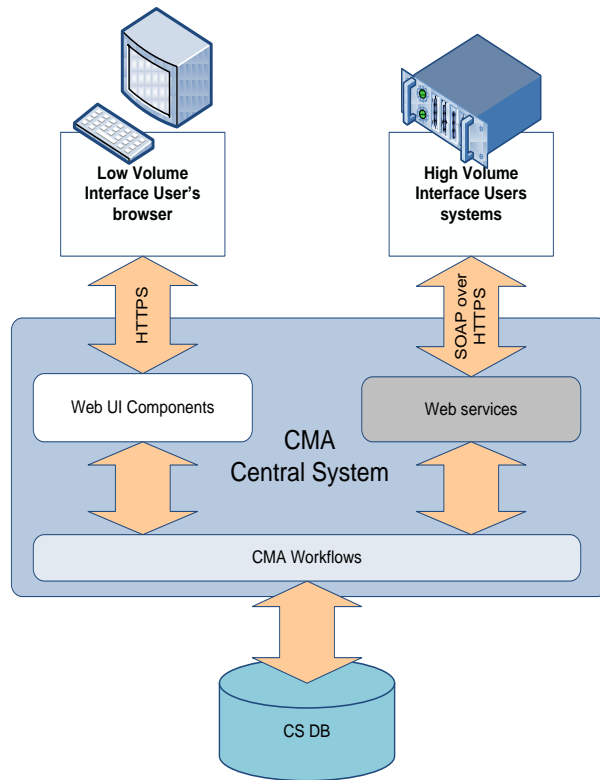 Low Volume
Interface User's
browser
High Volume
Interface Users
systems
HTTPS
SOAP over
HTTPS
Web UI Components
Web services
CMA
Central System
CMA Workflows
CS DB